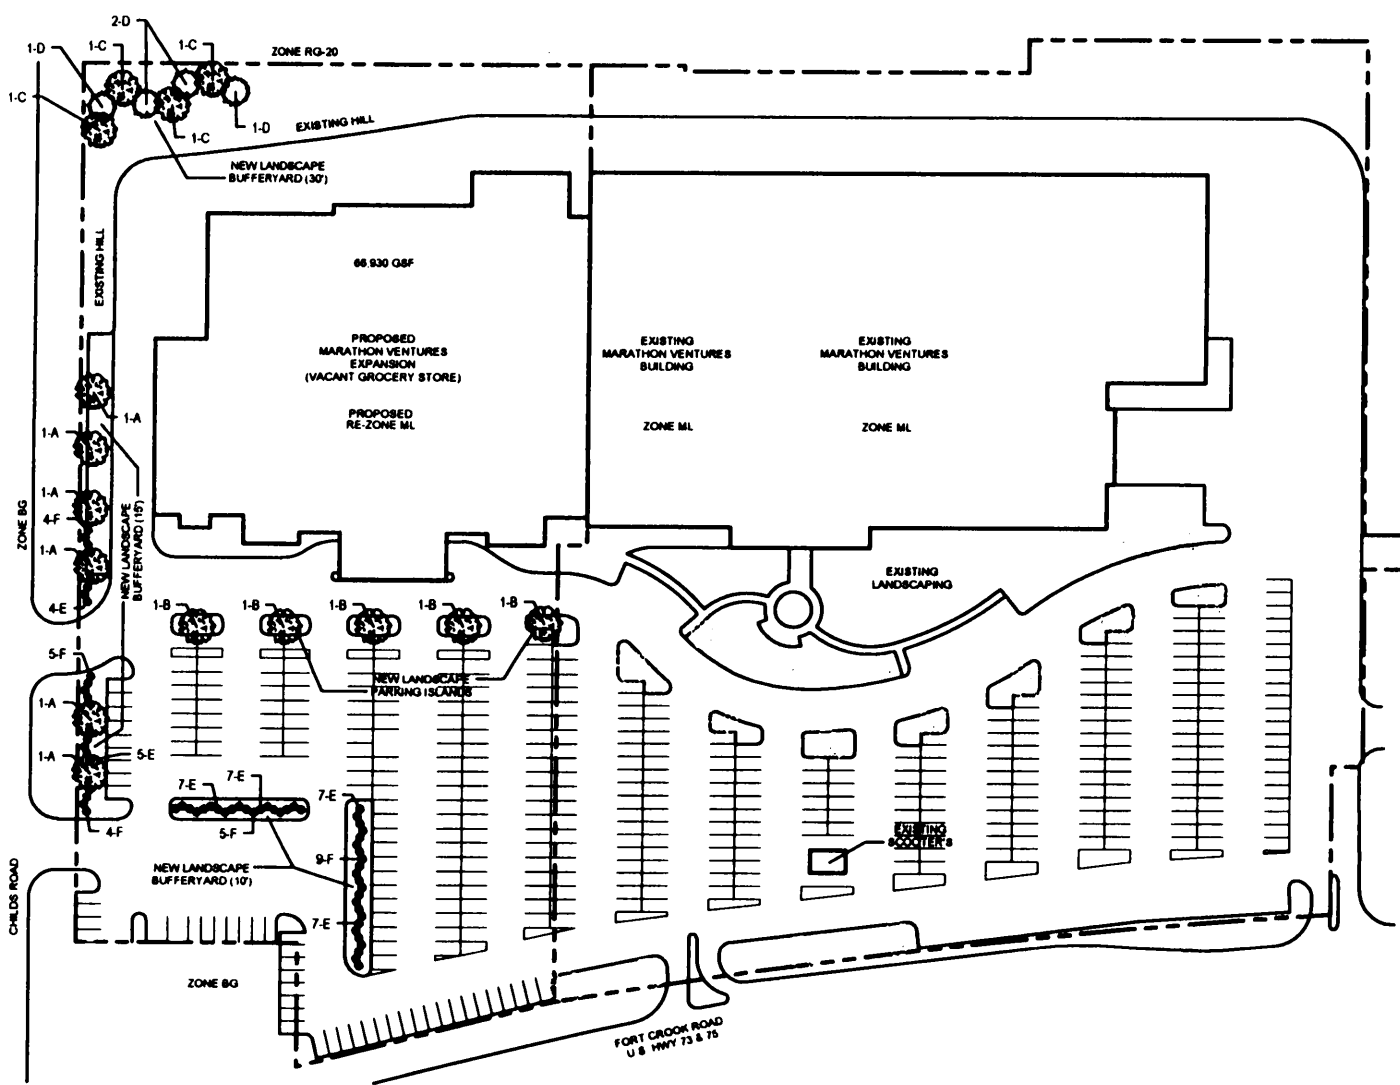 2-D
1-D
1-C
1-C
ZONE RG-20
1-C
1-C
1-D
EXISTING HILL
NEW LANDSCAPE
BUFFERYARD (30')
EXISTING HILL
66,930 GSF
PROPOSED
MARATHON VENTURES
EXPANSION
(VACANT GROCERY STORE)
PROPOSED
RE-ZONE ML
EXISTING
MARATHON VENTURES
BUILDING
ZONE ML
EXISTING
MARATHON VENTURES
BUILDING
ZONE ML
1-A
1-A
1-A
4-F
1-A
4-E
ZONE BG
NEW LANDSCAPE
BUFFERYARD (15')
EXISTING
LANDSCAPING
1-B
1-B
1-B
1-B
1-B
5-F
NEW LANDSCAPE
PARKING ISLANDS
1-A
1-A
5-E
4-F
7-E
7-E
5-F
7-E
9-F
7-E
NEW LANDSCAPE
BUFFERYARD (10')
EXISTING
SCOOTER'S
CHILDS ROAD
ZONE BG
FORT CROOK ROAD
U S HWY 73 & 75